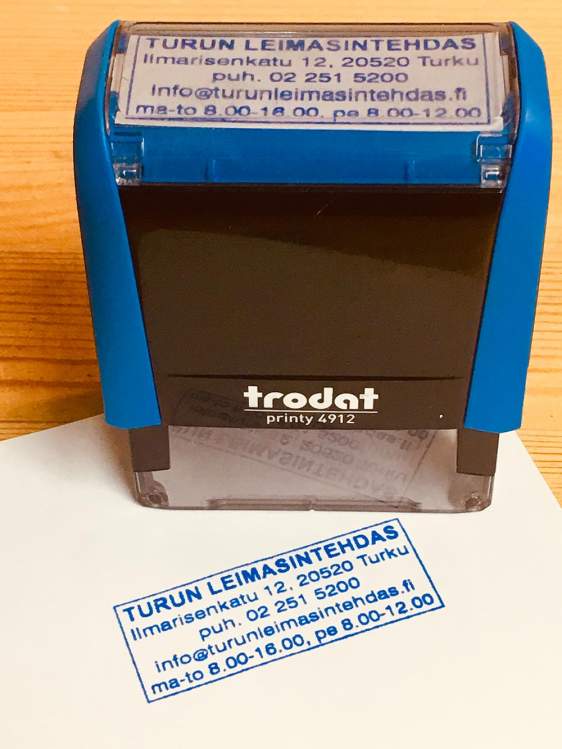 TURUN LEIMASINTEHDAS
Ilmarisenkatu 12, 20520 Turku
puh. 02 251 5200
info@turunleimasintehdas.fi
ma-to 8.00-16.00, pe 8.00-12.00
trodat
printy 4912
TURUN LEIMASINTEHDAS
Ilmarisenkatu 12, 20520 Turku
puh. 02 251 5200
info@turunleimasintehdas.fi
ma-to 8.00-16.00, pe 8.00-12.00